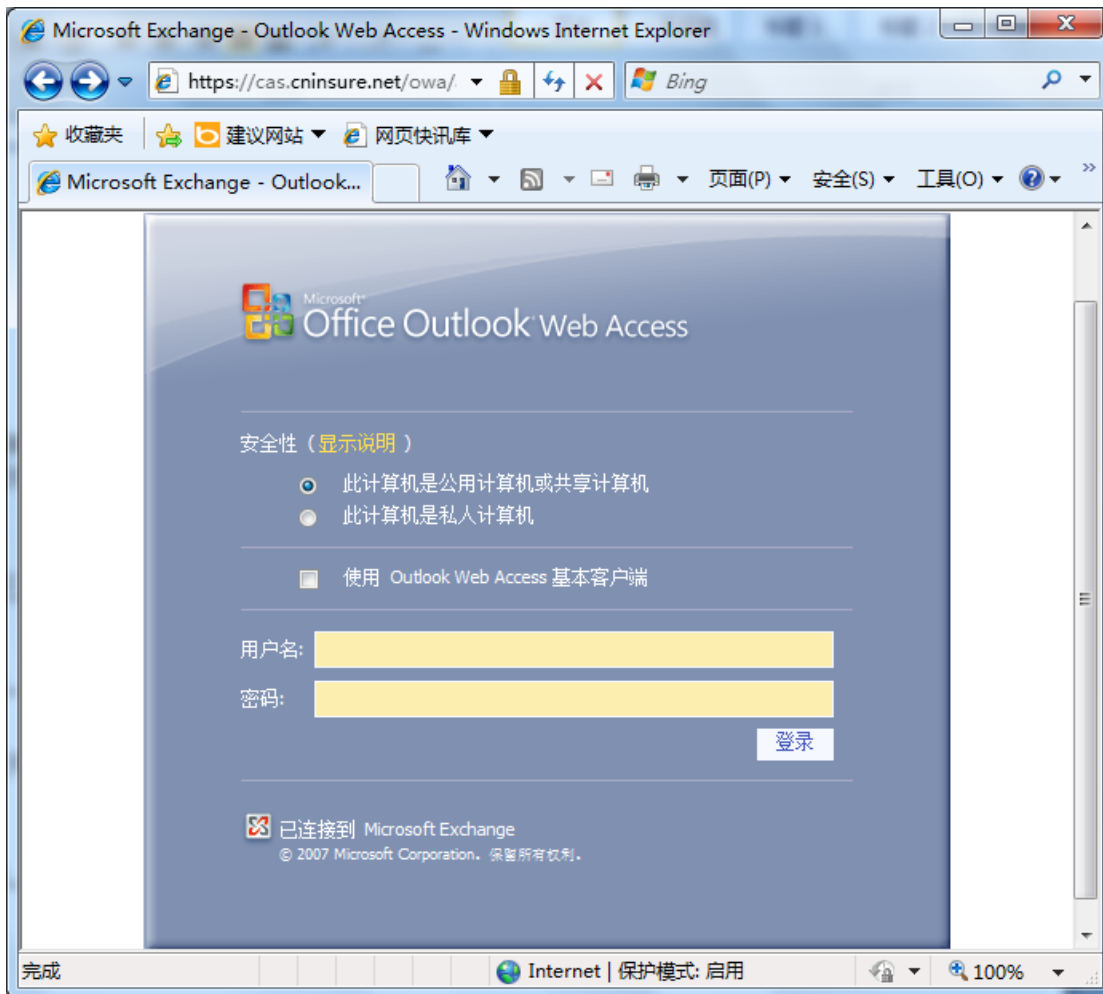 Microsoft Exchange - Outlook Web Access - Windows Internet Explorer
https://cas.cninsure.net/owa/
Bing
收藏夹
建议网站
网页快讯库
Microsoft Exchange - Outlook...
页面(P)
安全(S)
工具(O)
»
Microsoft
Office Outlook Web Access
安全性（显示说明）
此计算机是公用计算机或共享计算机
此计算机是私人计算机
使用 Outlook Web Access 基本客户端
用户名:
密码:
登录
已连接到 Microsoft Exchange
© 2007 Microsoft Corporation。保留所有权利。
完成
Internet | 保护模式: 启用
100%